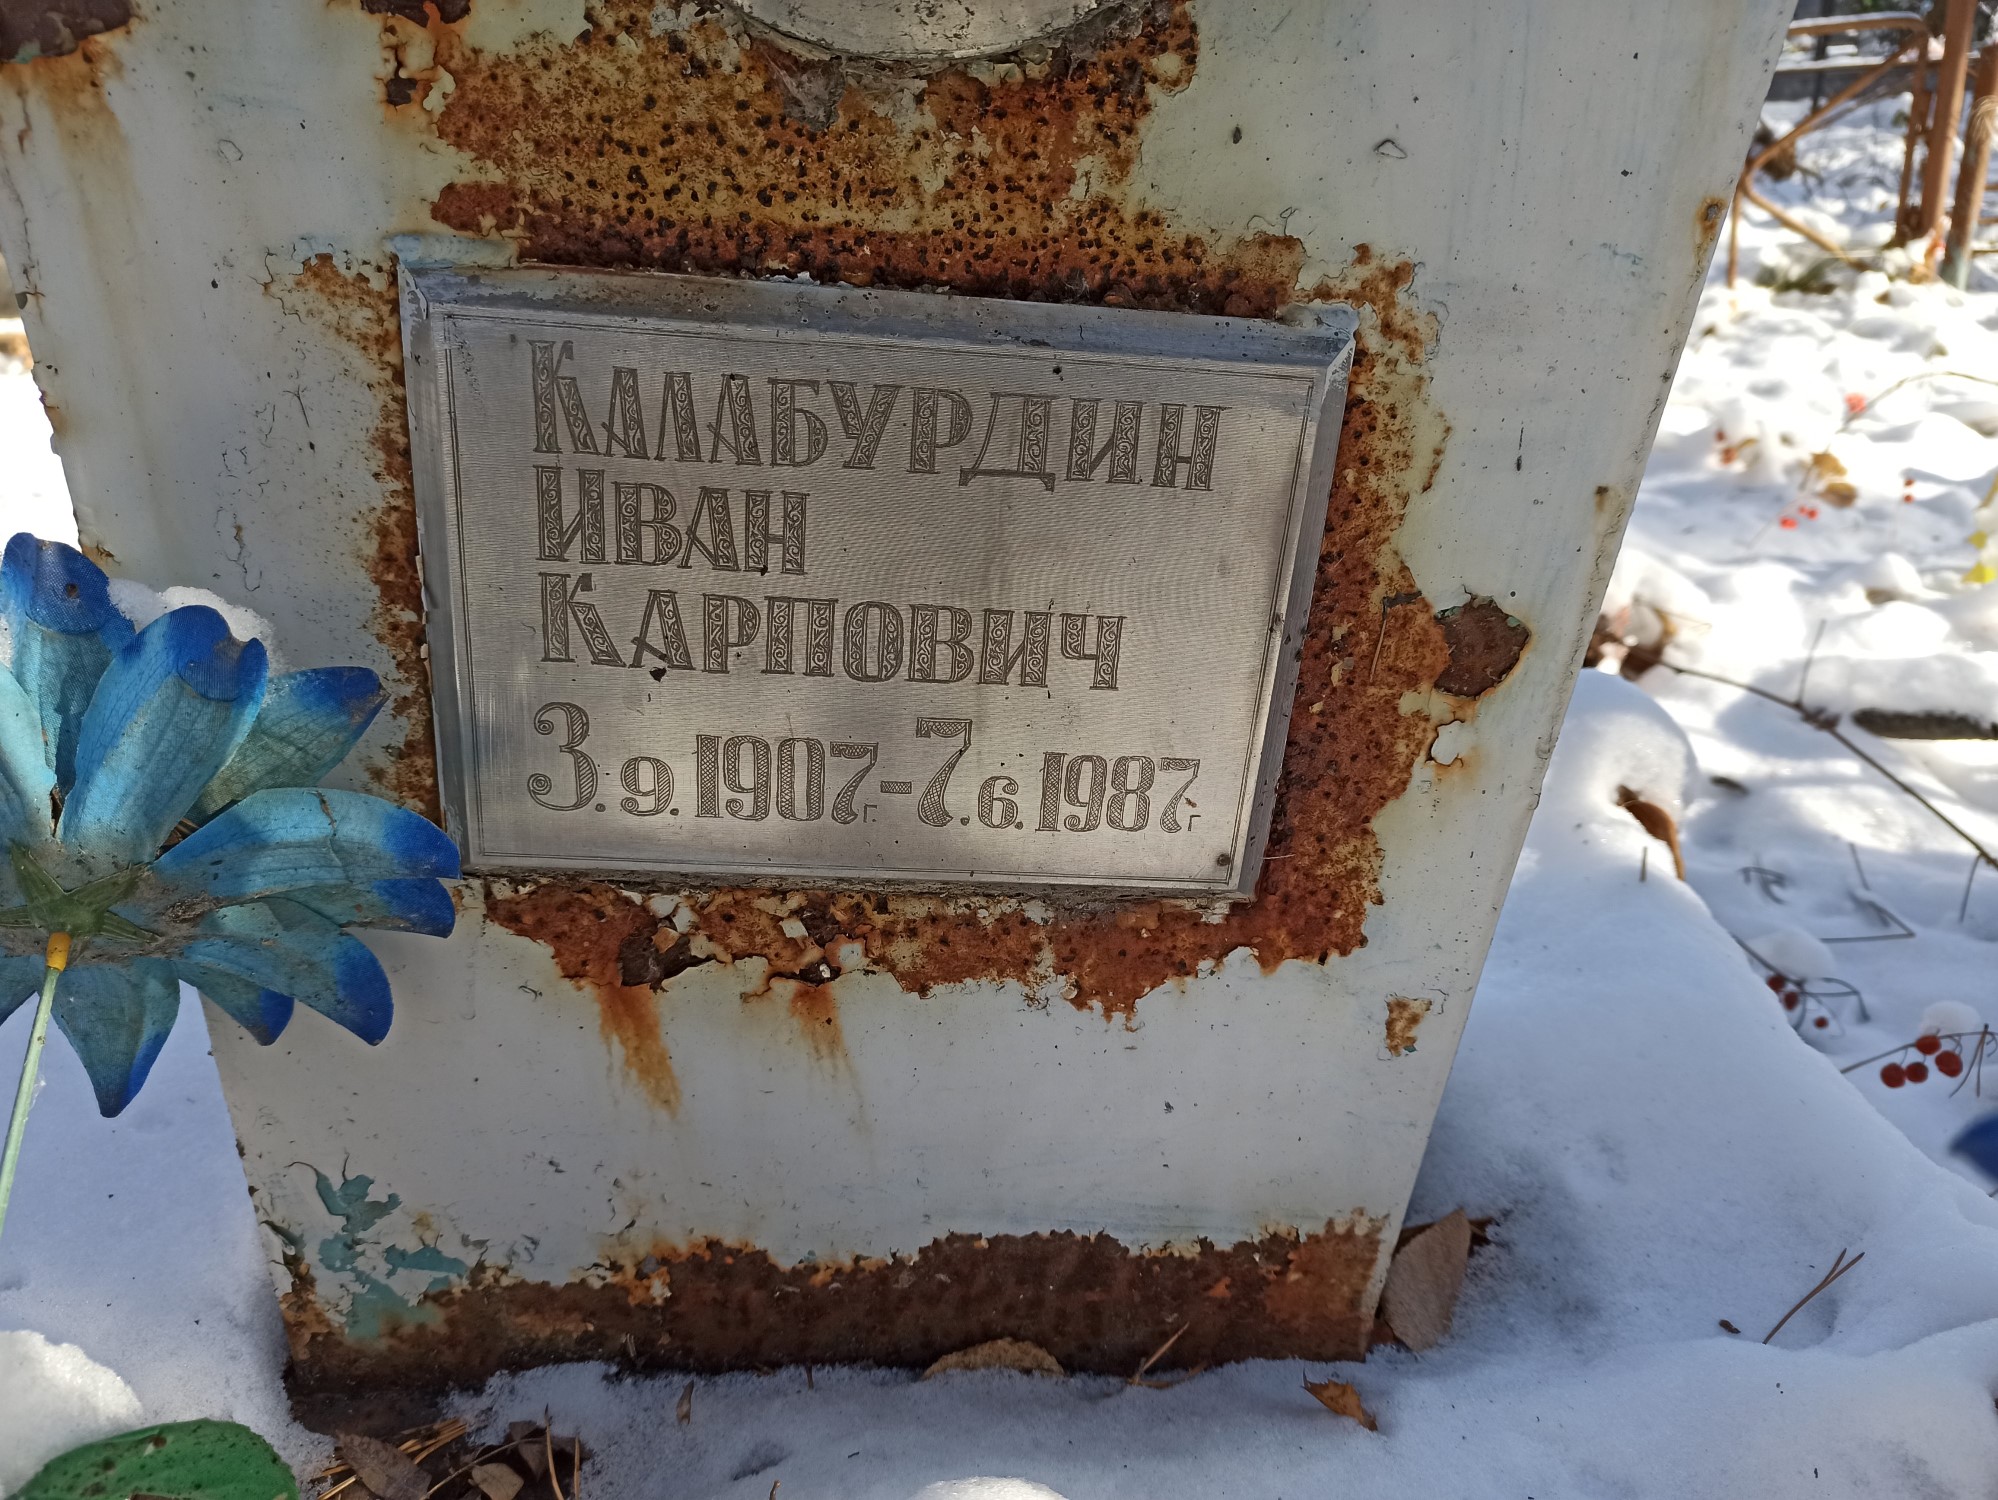 Калабурдин
Иван
Карпович
3.9.1907г.-7.6.1987г